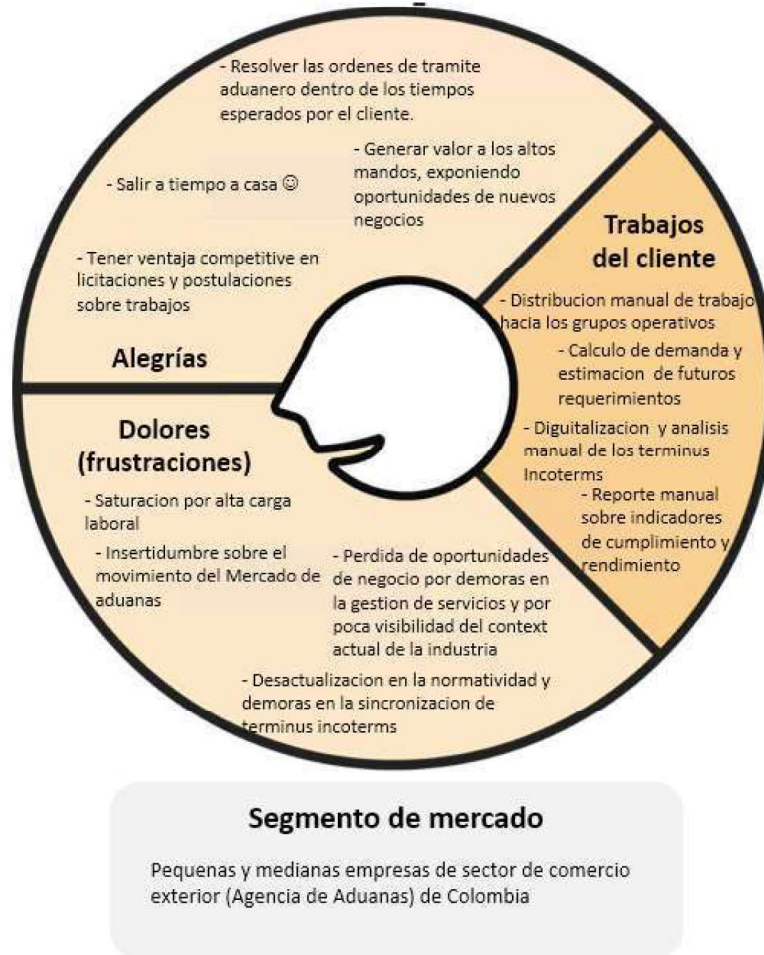 - Resolver las ordenes de tramite
aduanero dentro de los tiempos
esperados por el cliente.
- Generar valor a los altos
mandos, exponiendo
oportunidades de nuevos
negocios
- Salir a tiempo a casa ☺
- Tener ventaja competitive en
licitaciones y postulaciones
sobre trabajos
Alegrías
Trabajos
del cliente
- Distribucion manual de trabajo
hacia los grupos operativos
- Calculo de demanda y
estimacion de futuros
requerimientos
- Diguitalizacion y analisis
manual de los terminus
Incoterms
- Reporte manual
sobre indicadores
de cumplimiento y
rendimiento
Dolores
(frustraciones)
- Saturacion por alta carga
laboral
- Insertidumbre sobre el
movimiento del Mercado de
aduanas
- Perdida de oportunidades
de negocio por demoras en
la gestion de servicios y por
poca visibilidad del context
actual de la industria
- Desactualizacion en la normatividad y
demoras en la sincronizacion de
terminus incoterms
Segmento de mercado
Pequenas y medianas empresas de sector de comercio
exterior (Agencia de Aduanas) de Colombia